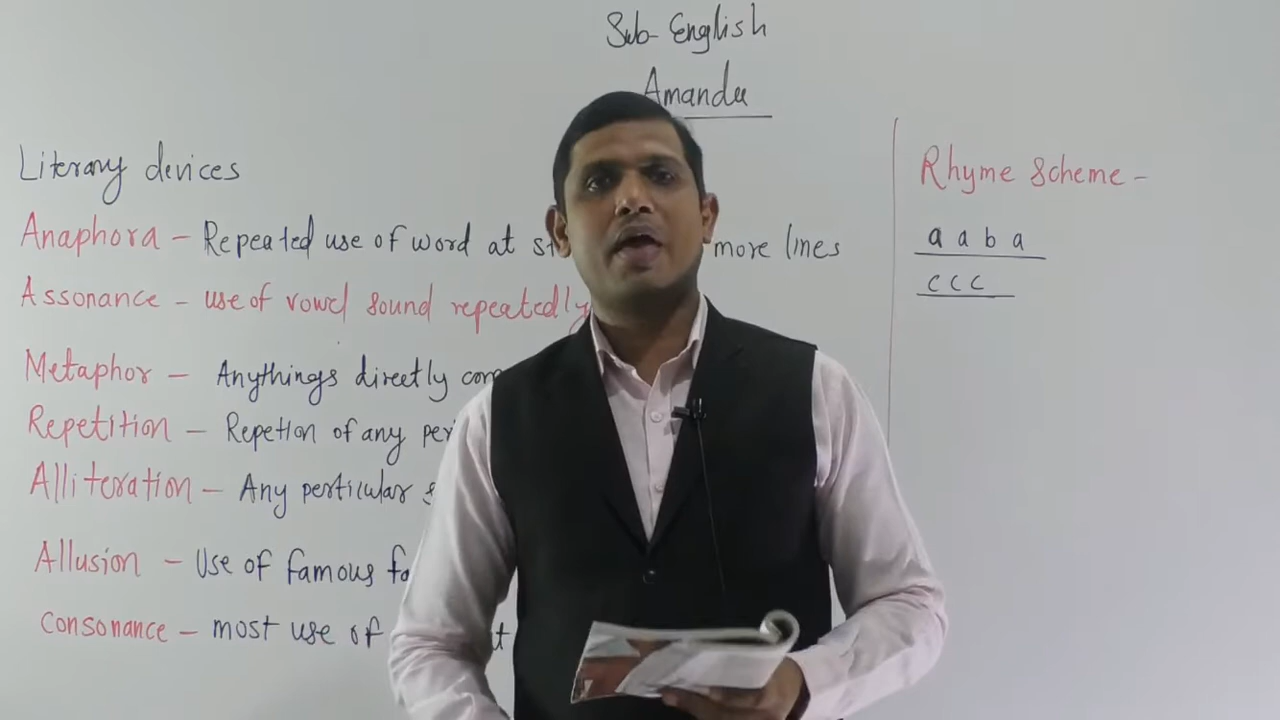 Sub- English
Amanda
Literary devices
Anaphora - Repeated use of word at more lines
Assonance - use of vowel sound repeatedly
Metaphor - Anythings directly
Repetition - Repetion of any
Alliteration - Any perticular
Allusion - Use of famous
Consonance - most use of
Rhyme Scheme -
a a b a
c c c